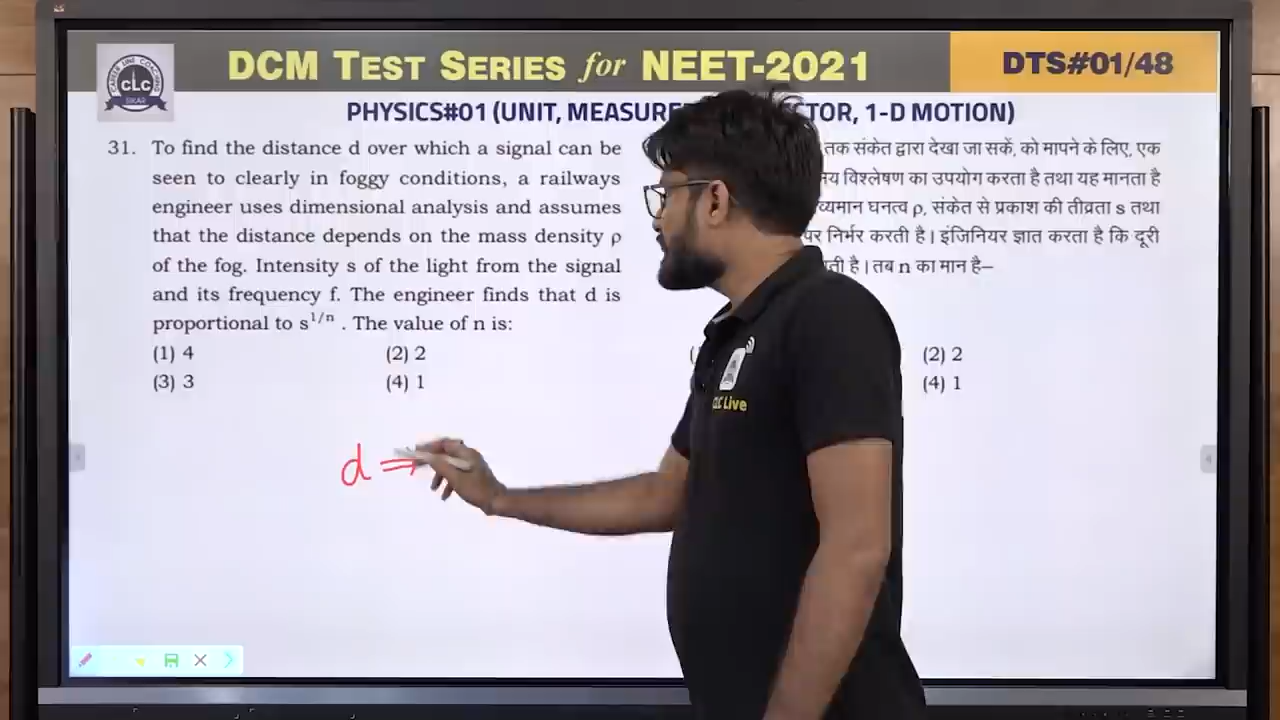 DCM TEST SERIES for NEET-2021
DTS#01/48
CLC
SIKAR
PHYSICS#01 (UNIT, MEASURE TOR, 1-D MOTION)
31. To find the distance d over which a signal can be
seen to clearly in foggy conditions, a railways
engineer uses dimensional analysis and assumes
that the distance depends on the mass density ρ
of the fog. Intensity s of the light from the signal
and its frequency f. The engineer finds that d is
proportional to s^1/n . The value of n is:
(1) 4 (2) 2
(3) 3 (4) 1
तक संकेत द्वारा देखा जा सकें, को मापने के लिए, एक
विश्लेषण का उपयोग करता है तथा यह मानता है
घनत्व ρ, संकेत से प्रकाश की तीव्रता s तथा
पर निर्भर करती है। इंजिनियर ज्ञात करता है कि दूरी
है। तब n का मान है–
(2) 2
(4) 1
d =
CLC Live